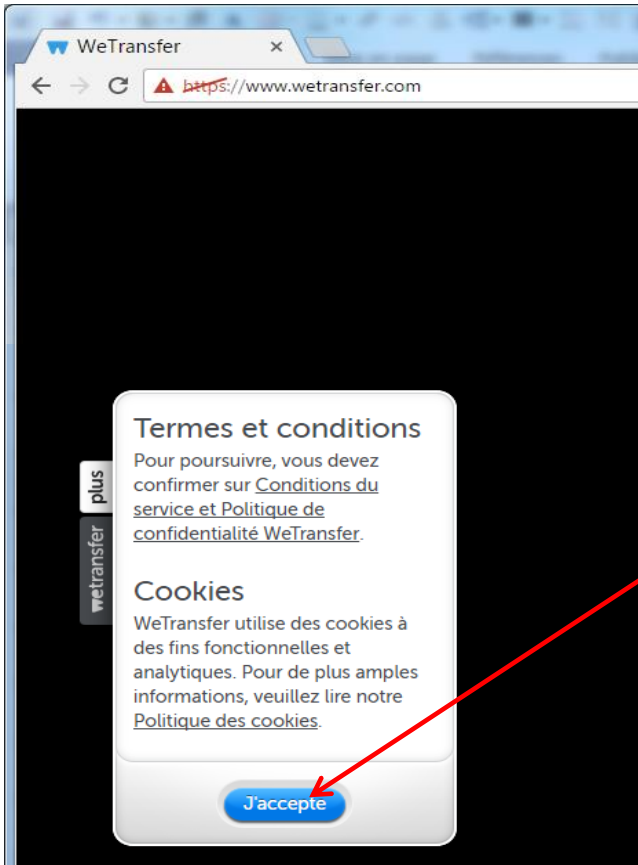 WeTransfer
https://www.wetransfer.com
Termes et conditions
Pour poursuivre, vous devez
confirmer sur Conditions du
service et Politique de
confidentialité WeTransfer.
plus
wetransfer
Cookies
WeTransfer utilise des cookies à
des fins fonctionnelles et
analytiques. Pour de plus amples
informations, veuillez lire notre
Politique des cookies.
J'accepte